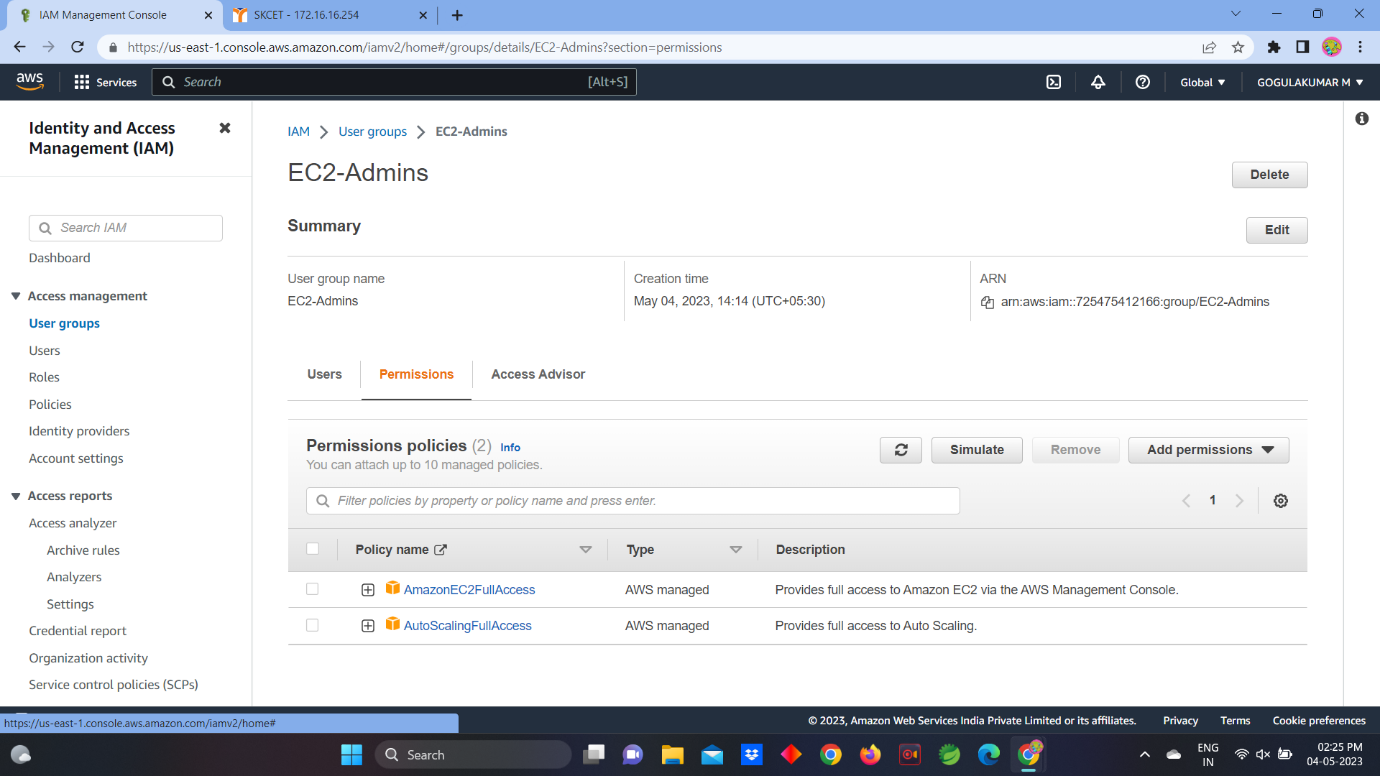 IAM Management Console
SKCET - 172.16.16.254
https://us-east-1.console.aws.amazon.com/iamv2/home#/groups/details/EC2-Admins?section=permissions
aws
Services
Search
[Alt+S]
Global
GOGULAKUMAR M
Identity and Access
Management (IAM)
Search IAM
Dashboard
Access management
User groups
Users
Roles
Policies
Identity providers
Account settings
Access reports
Access analyzer
Archive rules
Analyzers
Settings
Credential report
Organization activity
Service control policies (SCPs)
IAM
User groups
EC2-Admins
EC2-Admins
Delete
Summary
Edit
User group name
EC2-Admins
Creation time
May 04, 2023, 14:14 (UTC+05:30)
ARN
arn:aws:iam::725475412166:group/EC2-Admins
Users
Permissions
Access Advisor
Permissions policies (2) Info
You can attach up to 10 managed policies.
Simulate
Remove
Add permissions
Filter policies by property or policy name and press enter.
1
Policy name
Type
Description
AmazonEC2FullAccess
AWS managed
Provides full access to Amazon EC2 via the AWS Management Console.
AutoScalingFullAccess
AWS managed
Provides full access to Auto Scaling.
https://us-east-1.console.aws.amazon.com/iamv2/home#
© 2023, Amazon Web Services India Private Limited or its affiliates.
Privacy
Terms
Cookie preferences
Search
ENG
IN
02:25 PM
04-05-2023